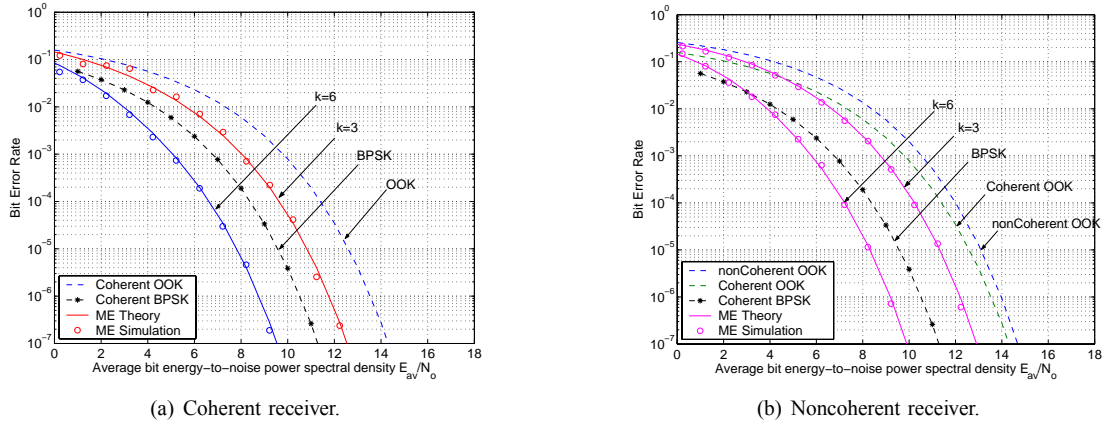 10^0
10^-1
10^-2
10^-3
10^-4
10^-5
10^-6
10^-7
Bit Error Rate
k=6
k=3
BPSK
OOK
Coherent OOK
Coherent BPSK
ME Theory
ME Simulation
0 2 4 6 8 10 12 14 16 18
Average bit energy-to-noise power spectral density E_av/N_o
(a) Coherent receiver.
10^0
10^-1
10^-2
10^-3
10^-4
10^-5
10^-6
10^-7
Bit Error Rate
k=6
k=3
BPSK
Coherent OOK
nonCoherent OOK
nonCoherent OOK
Coherent OOK
Coherent BPSK
ME Theory
ME Simulation
0 2 4 6 8 10 12 14 16 18
Average bit energy-to-noise power spectral density E_av/N_o
(b) Noncoherent receiver.